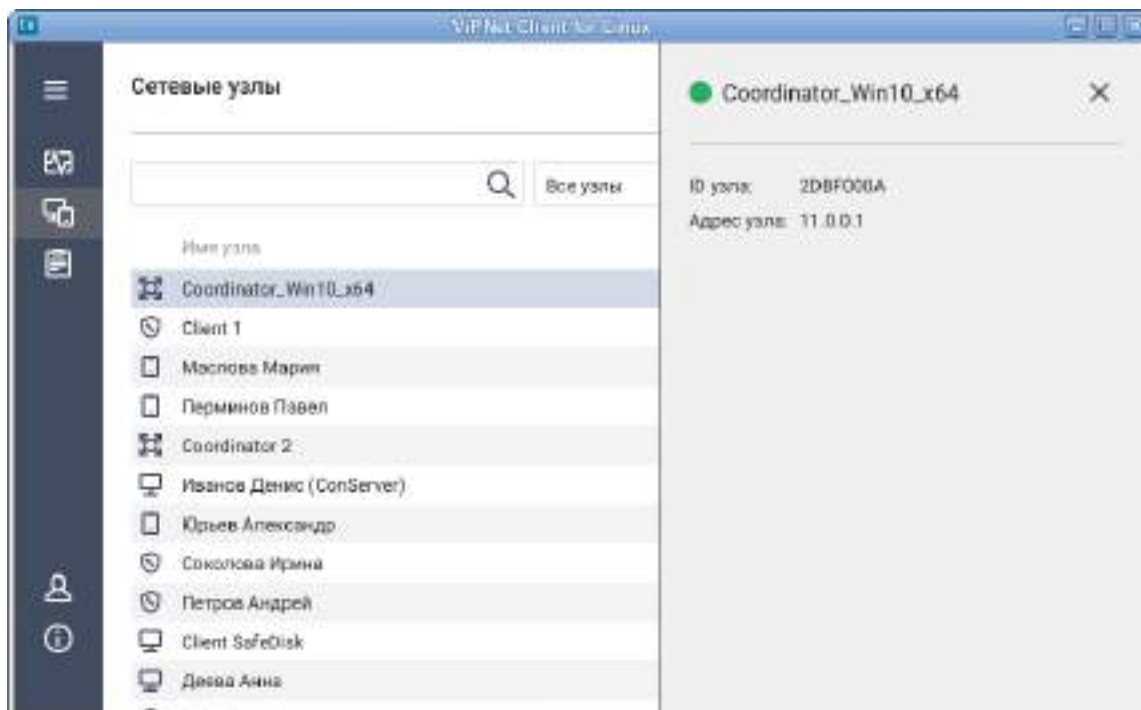 ViPNet Client for Linux
Сетевые узлы
Все узлы
Имя узла
Coordinator_Win10_x64
Client 1
Маслова Мария
Перминов Павел
Coordinator 2
Иванов Денис (ConServer)
Юрьев Александр
Соколова Ирина
Петров Андрей
Client SafeDisk
Деева Анна
Coordinator_Win10_x64
ID узла: 2DBF000A
Адрес узла: 11.0.0.1